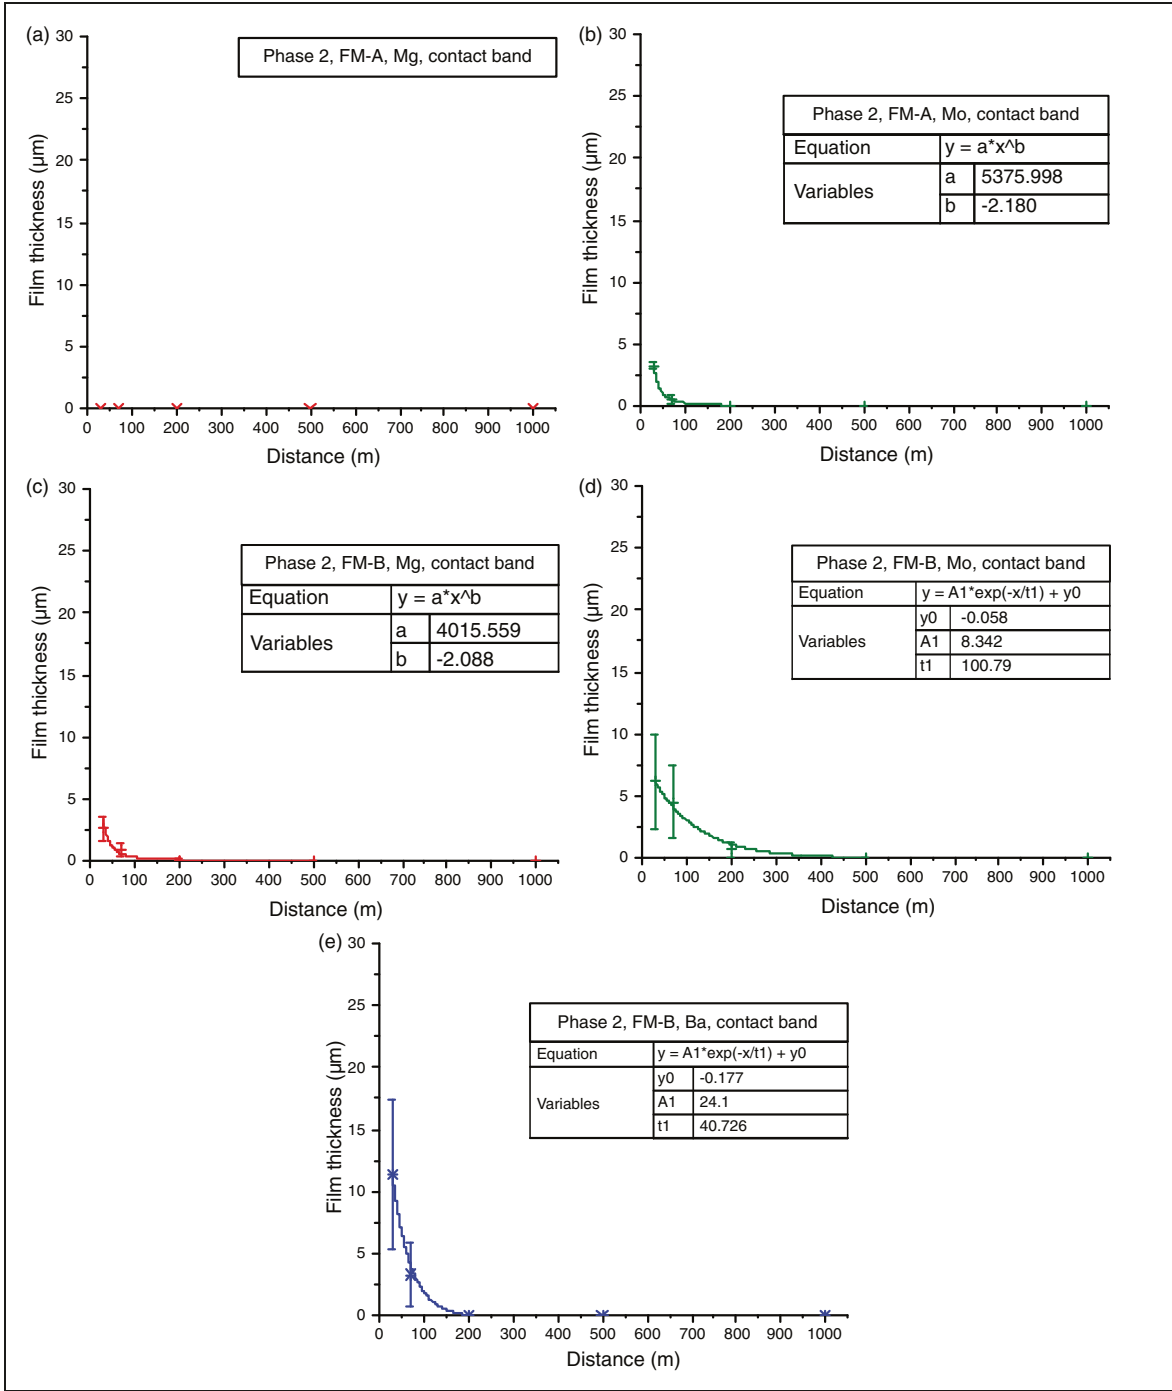 (a)
30
25
20
15
10
5
0
Film thickness (μm)
Phase 2, FM-A, Mg, contact band
0 100 200 300 400 500 600 700 800 900 1000
Distance (m)
(b)
30
25
20
15
10
5
0
Film thickness (μm)
Phase 2, FM-A, Mo, contact band
Equation y = a*x^b
Variables a 5375.998
b -2.180
0 100 200 300 400 500 600 700 800 900 1000
Distance (m)
(c)
30
25
20
15
10
5
0
Film thickness (μm)
Phase 2, FM-B, Mg, contact band
Equation y = a*x^b
Variables a 4015.559
b -2.088
0 100 200 300 400 500 600 700 800 900 1000
Distance (m)
(d)
30
25
20
15
10
5
0
Film thickness (μm)
Phase 2, FM-B, Mo, contact band
Equation y = A1*exp(-x/t1) + y0
y0 -0.058
Variables A1 8.342
t1 100.79
0 100 200 300 400 500 600 700 800 900 1000
Distance (m)
(e)
30
25
20
15
10
5
0
Film thickness (μm)
Phase 2, FM-B, Ba, contact band
Equation y = A1*exp(-x/t1) + y0
y0 -0.177
Variables A1 24.1
t1 40.726
0 100 200 300 400 500 600 700 800 900 1000
Distance (m)